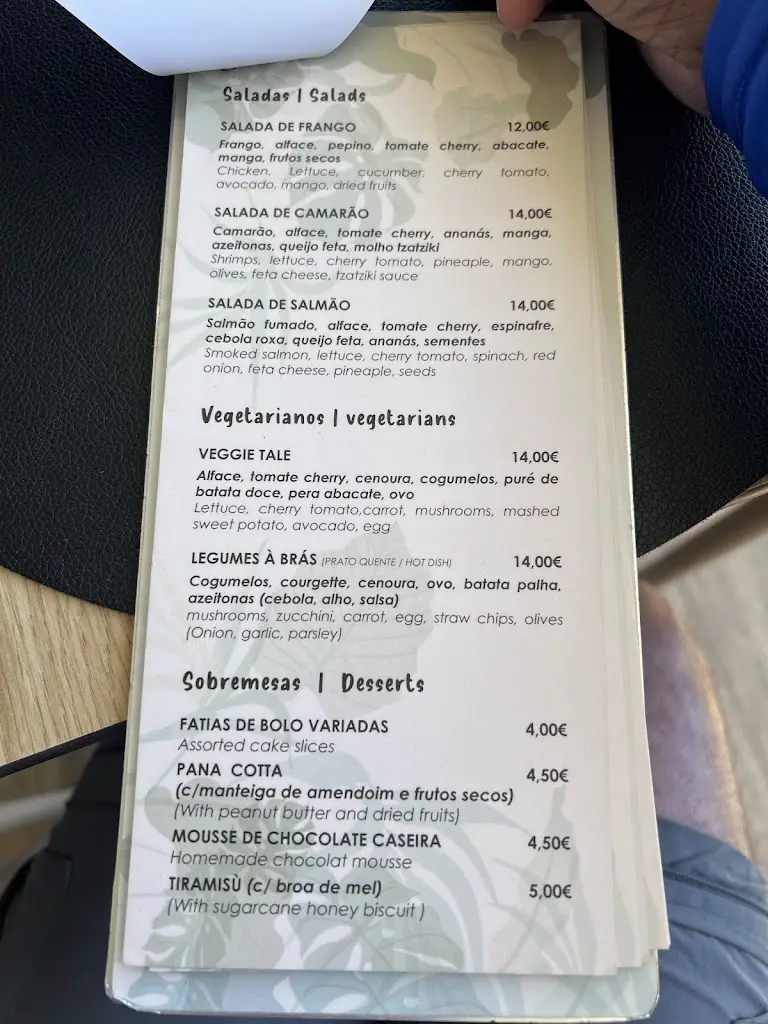 Saladas | Salads
SALADA DE FRANGO 12,00€
Frango, alface, pepino, tomate cherry, abacate,
manga, frutos secos
Chicken, Lettuce, cucumber, cherry tomato,
avocado, mango, dried fruits
SALADA DE CAMARÃO 14,00€
Camarão, alface, tomate cherry, ananás, manga,
azeitonas, queijo feta, molho tzatziki
Shrimps, lettuce, cherry tomato, pineapple, mango,
olives, feta cheese, tzatziki sauce
SALADA DE SALMÃO 14,00€
Salmão fumado, alface, tomate cherry, espinafre,
cebola roxa, queijo feta, ananás, sementes
Smoked salmon, lettuce, cherry tomato, spinach, red
onion, feta cheese, pineapple, seeds
Vegetarianos | vegetarians
VEGGIE TALE 14,00€
Alface, tomate cherry, cenoura, cogumelos, puré de
batata doce, pera abacate, ovo
Lettuce, cherry tomato,carrot, mushrooms, mashed
sweet potato, avocado, egg
LEGUMES À BRÁS (PRATO QUENTE / HOT DISH) 14,00€
Cogumelos, courgette, cenoura, ovo, batata palha,
azeitonas (cebola, alho, salsa)
mushrooms, zucchini, carrot, egg, straw chips, olives
(Onion, garlic, parsley)
Sobremesas | Desserts
FATIAS DE BOLO VARIADAS 4,00€
Assorted cake slices
PANA COTTA 4,50€
(c/manteiga de amendoim e frutos secos)
(With peanut butter and dried fruits)
MOUSSE DE CHOCOLATE CASEIRA 4,50€
Homemade chocolat mousse
TIRAMISÙ (c/ broa de mel) 5,00€
(With sugarcane honey biscuit )